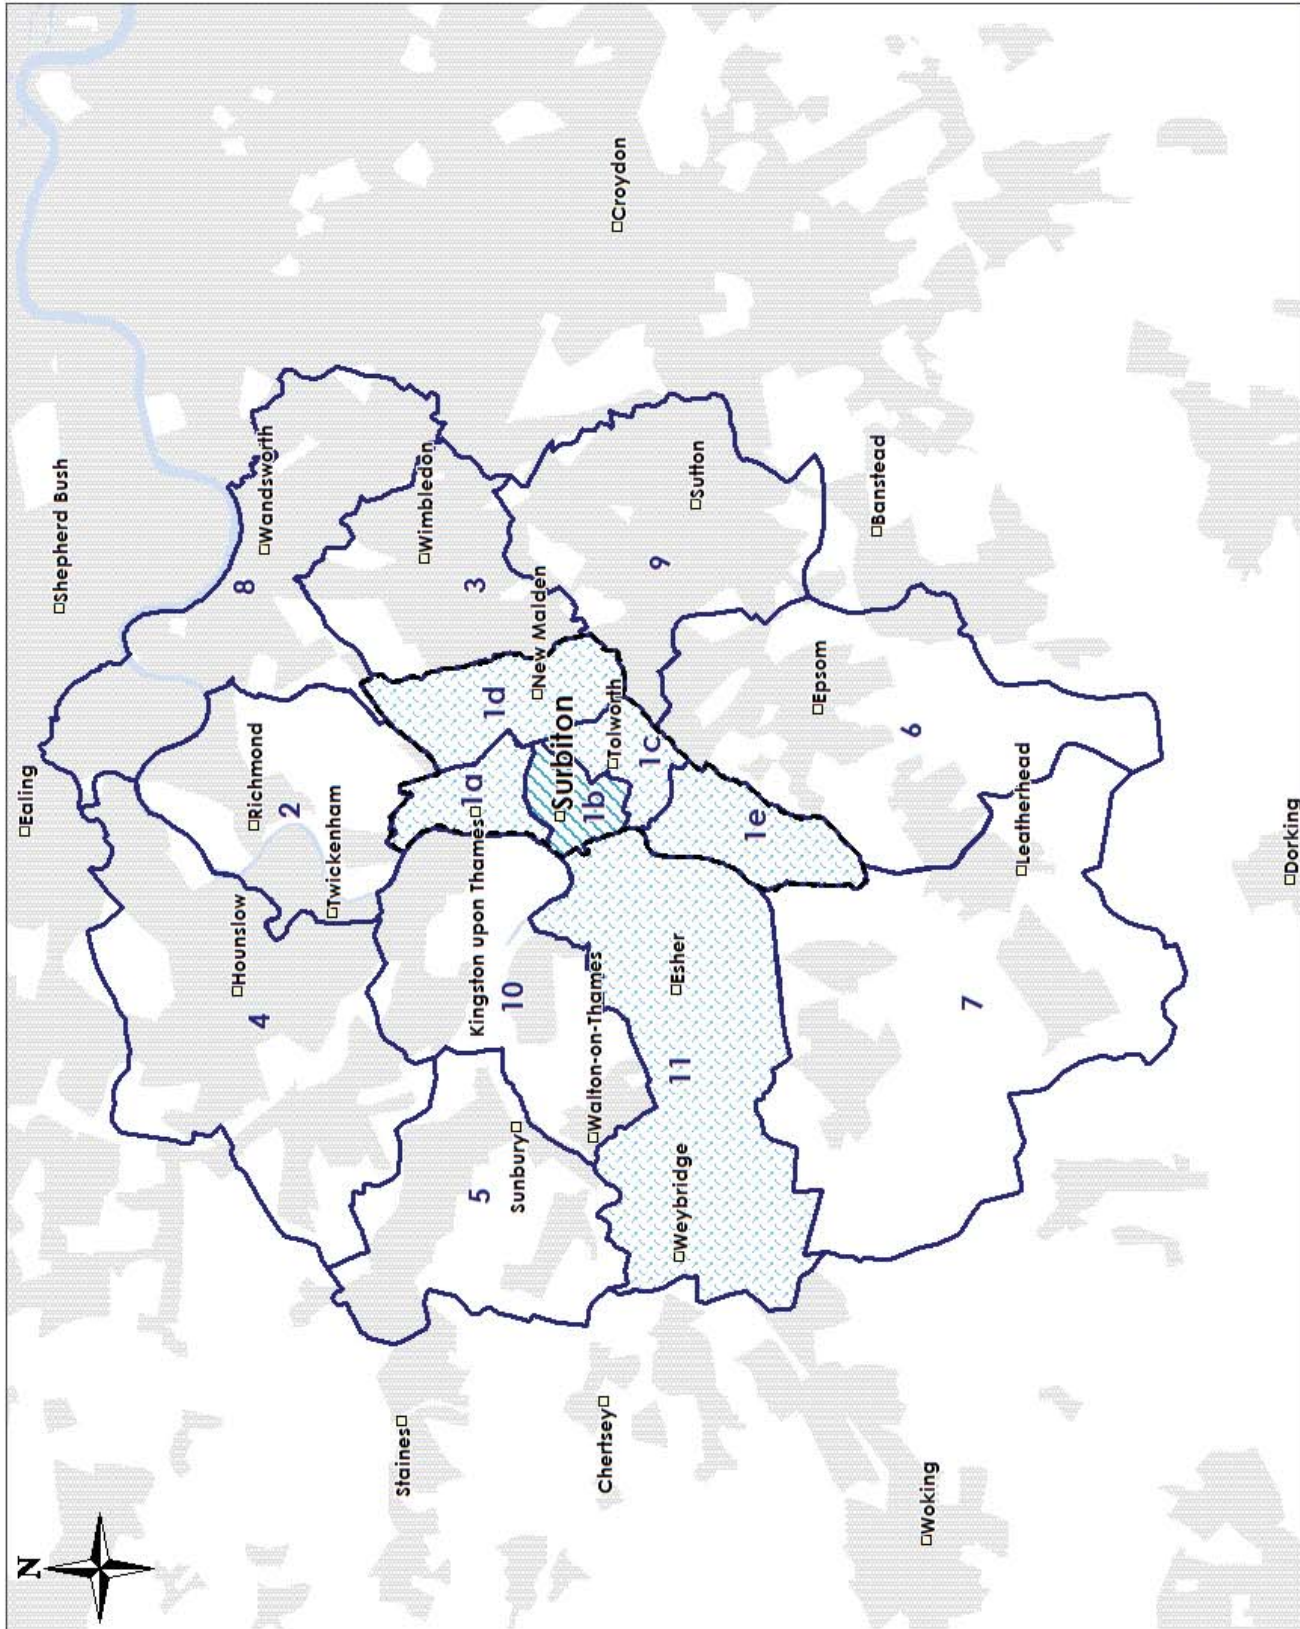 N
Ealing
Shepherd Bush
Hounslow
8
Richmond
4
Wandsworth
2
Twickenham
Staines
Wimbledon
5
Kingston upon Thames
1a
3
1d
10
Sunbury
New Malden
Surbiton
1b
Walton-on-Thames
Chertsey
Tolworth
Croydon
1c
9
Weybridge
11
Esher
Sutton
1e
Epsom
Banstead
6
Woking
7
Leatherhead
Dorking